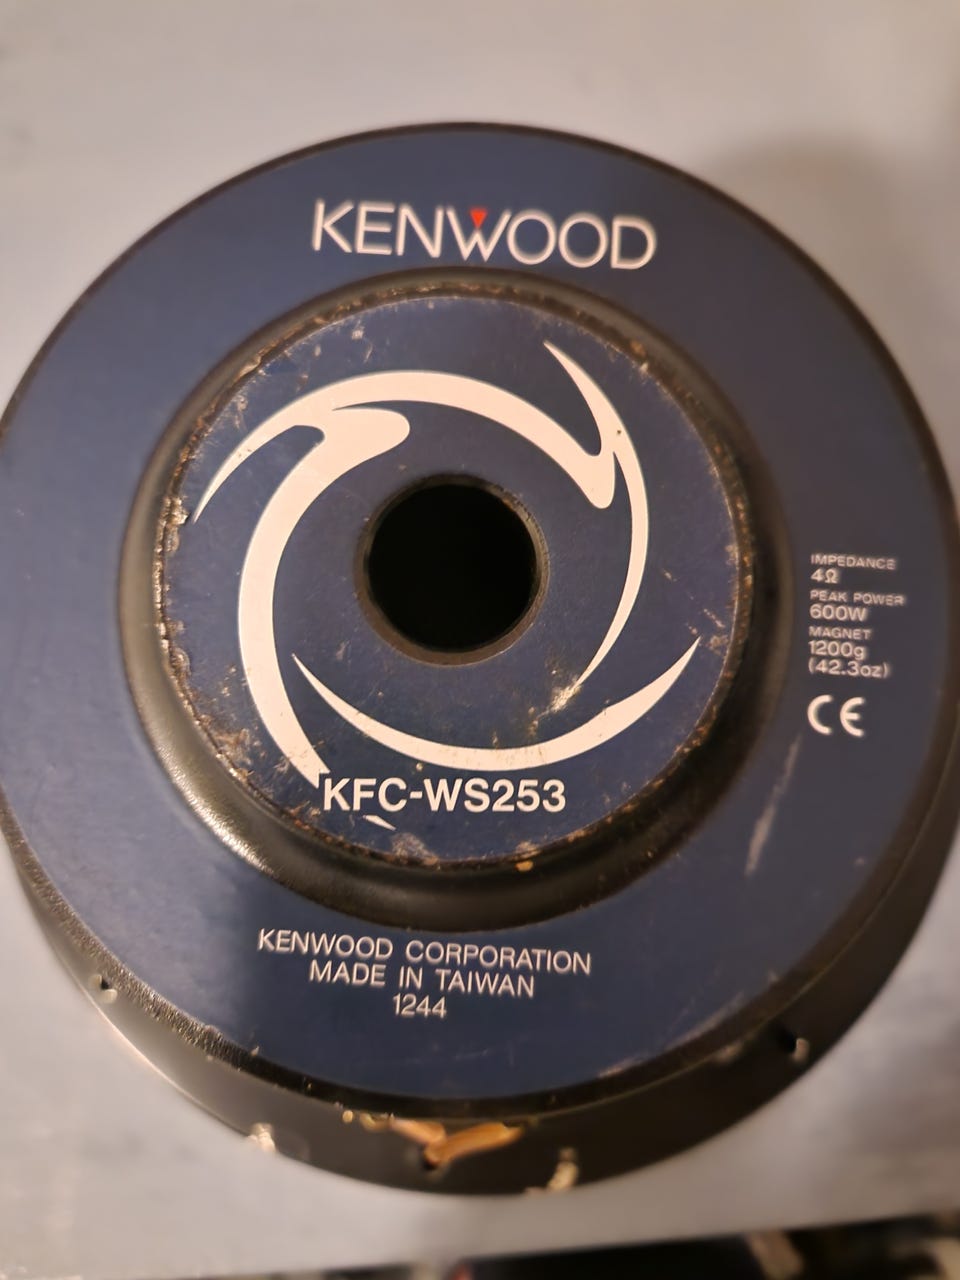 KENWOOD
IMPEDANCE
4Ω
PEAK POWER
600W
MAGNET
1200g
(42.3oz)
CE
KFC-WS253
KENWOOD CORPORATION
MADE IN TAIWAN
1244